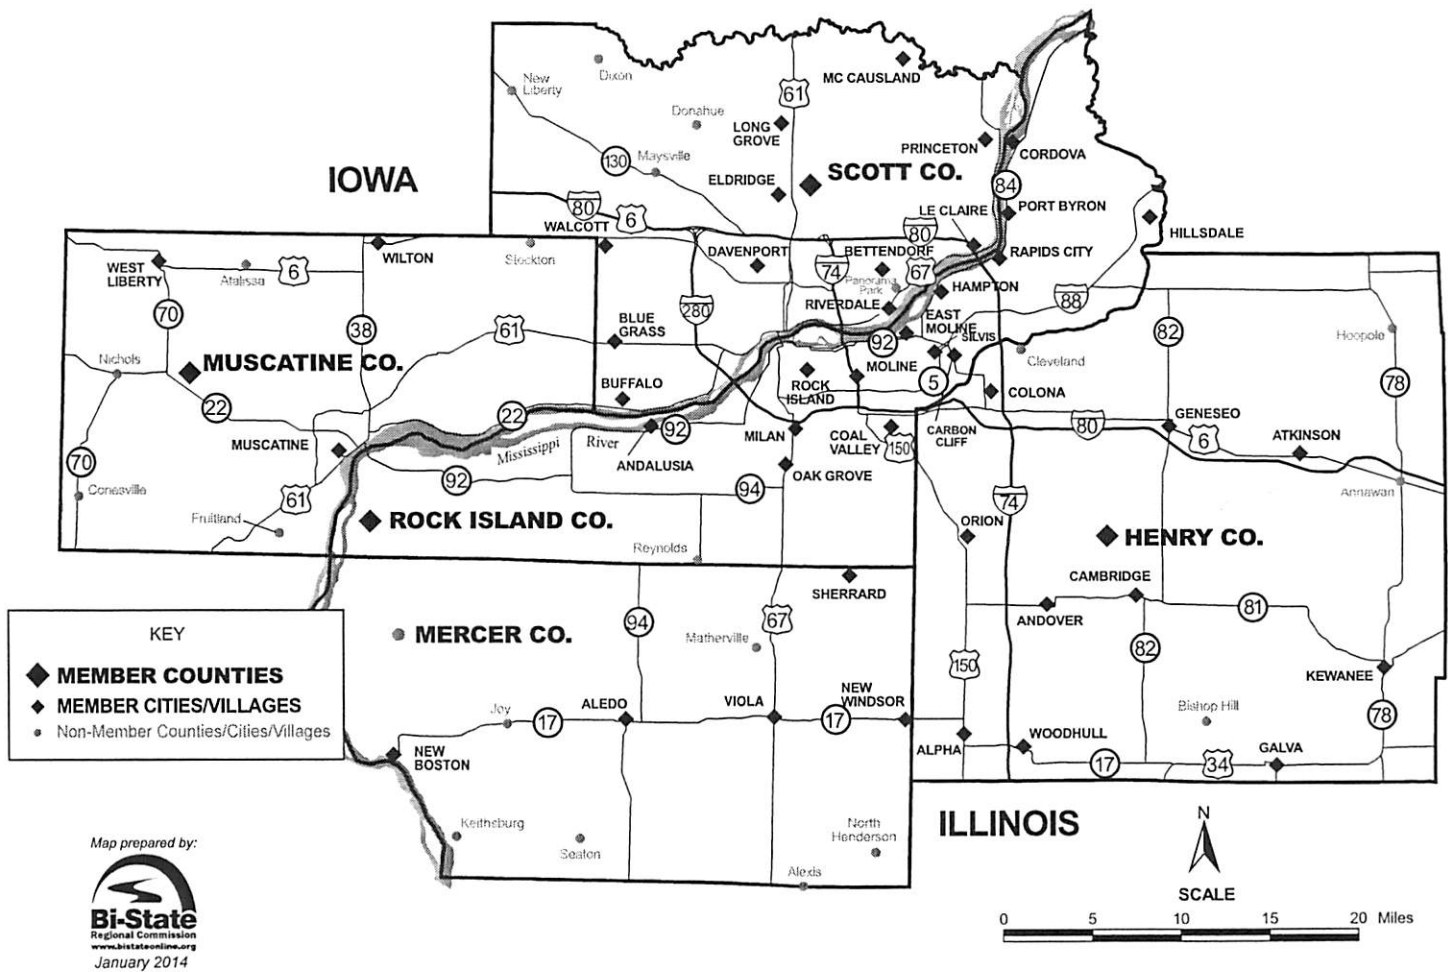 Dixon
New
Liberty
MC CAUSLAND
61
Donahue
LONG
GROVE
PRINCETON
CORDOVA
130
Maysville
IOWA
ELDRIDGE
SCOTT CO.
84
80
6
LE CLAIRE
PORT BYRON
WALCOTT
80
HILLSDALE
WEST
LIBERTY
Atalissa
6
WILTON
Stockton
DAVENPORT
74
BETTENDORF
67
RAPIDS CITY
Panorama
Park
HAMPTON
RIVERDALE
88
70
38
61
280
BLUE
GRASS
EAST
MOLINE
SILVIS
92
82
Hoopole
Nichols
MUSCATINE CO.
MOLINE
Cleveland
BUFFALO
ROCK
ISLAND
5
COLONA
78
22
22
92
MILAN
COAL
VALLEY
150
CARBON
CLIFF
80
GENESEO
6
ATKINSON
MUSCATINE
Mississippi
River
ANDALUSIA
70
92
OAK GROVE
94
Conesville
61
74
Annawan
Fruitland
ROCK ISLAND CO.
ORION
HENRY CO.
Reynolds
SHERRARD
CAMBRIDGE
ANDOVER
81
KEY
MEMBER COUNTIES
MEMBER CITIES/VILLAGES
Non-Member Counties/Cities/Villages
MERCER CO.
94
Matherville
67
82
150
KEWANEE
Joy
17
ALEDO
VIOLA
17
NEW
WINDSOR
Bishop Hill
78
NEW
BOSTON
ALPHA
WOODHULL
17
34
GALVA
Keithsburg
Seaton
North
Henderson
Alexis
ILLINOIS
N
SCALE
0 5 10 15 20 Miles
Map prepared by:
Bi-State
Regional Commission
www.bistateonline.org
January 2014